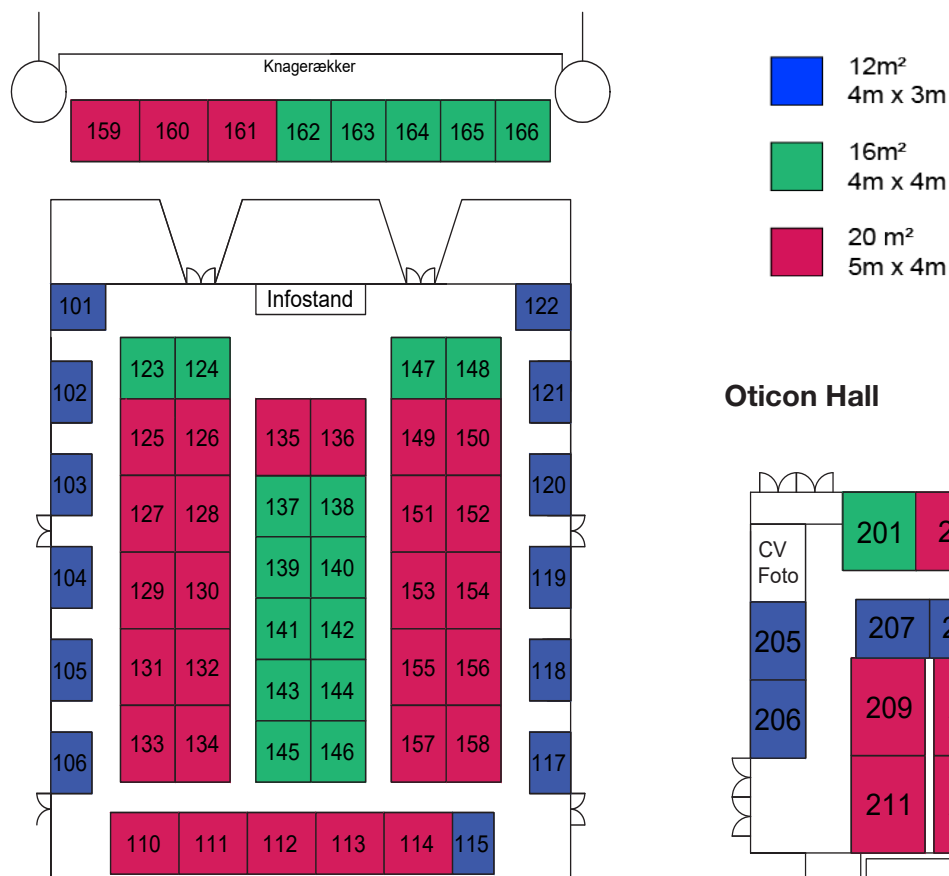 Knagerækker
159 160 161 162 163 164 165 166
12m²
4m x 3m
16m²
4m x 4m
20 m²
5m x 4m
101 Infostand 122
123 124 147 148
102 121
125 126 135 136 149 150
103 120
127 128 137 138 151 152
139 140
104 119
129 130 153 154
141 142
105 118
131 132 143 144 155 156
133 134 145 146 157 158
106 117
110 111 112 113 114 115
Oticon Hall
201 2
CV
Foto
207 2
205
206
209
211